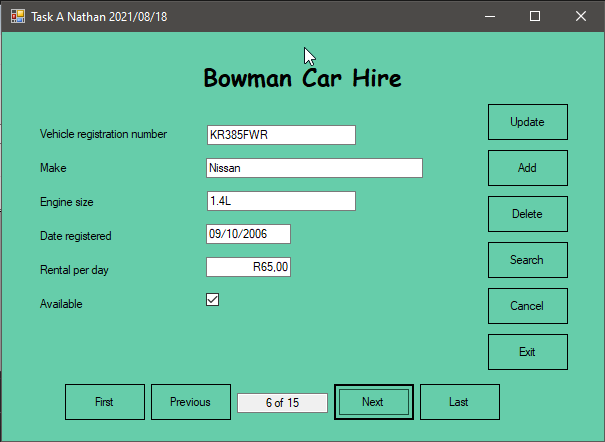 Task A Nathan 2021/08/18
Bowman Car Hire
Vehicle registration number KR385FWR
Make Nissan
Engine size 1.4L
Date registered 09/10/2006
Rental per day R65,00
Available
Update
Add
Delete
Search
Cancel
Exit
First Previous 6 of 15 Next Last